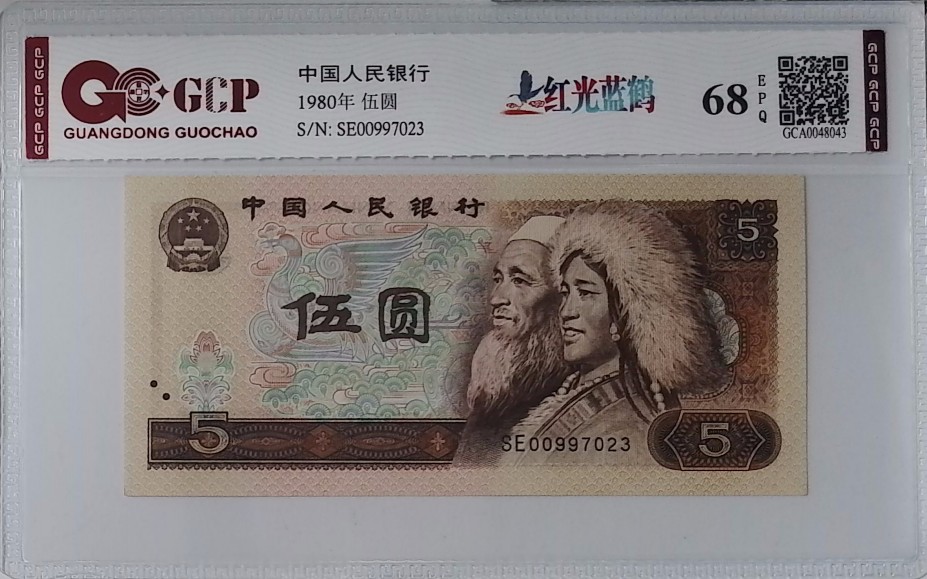 GCP GCP GCP
GCP
GUANGDONG GUOCHAO
中国人民银行
1980年 伍圆
S/N: SE00997023
红光蓝鹤
68
EPQ
GCA0048043
GCP GCP GCP
中国人民银行
5
伍圆
5
SE00997023
5